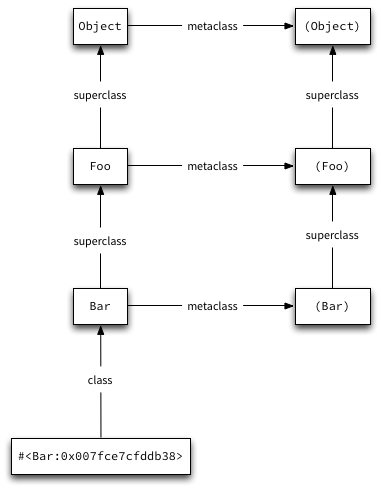 Object metaclass (Object)
superclass superclass
Foo metaclass (Foo)
superclass superclass
Bar metaclass (Bar)
class
#<Bar:0x007fce7cfddb38>